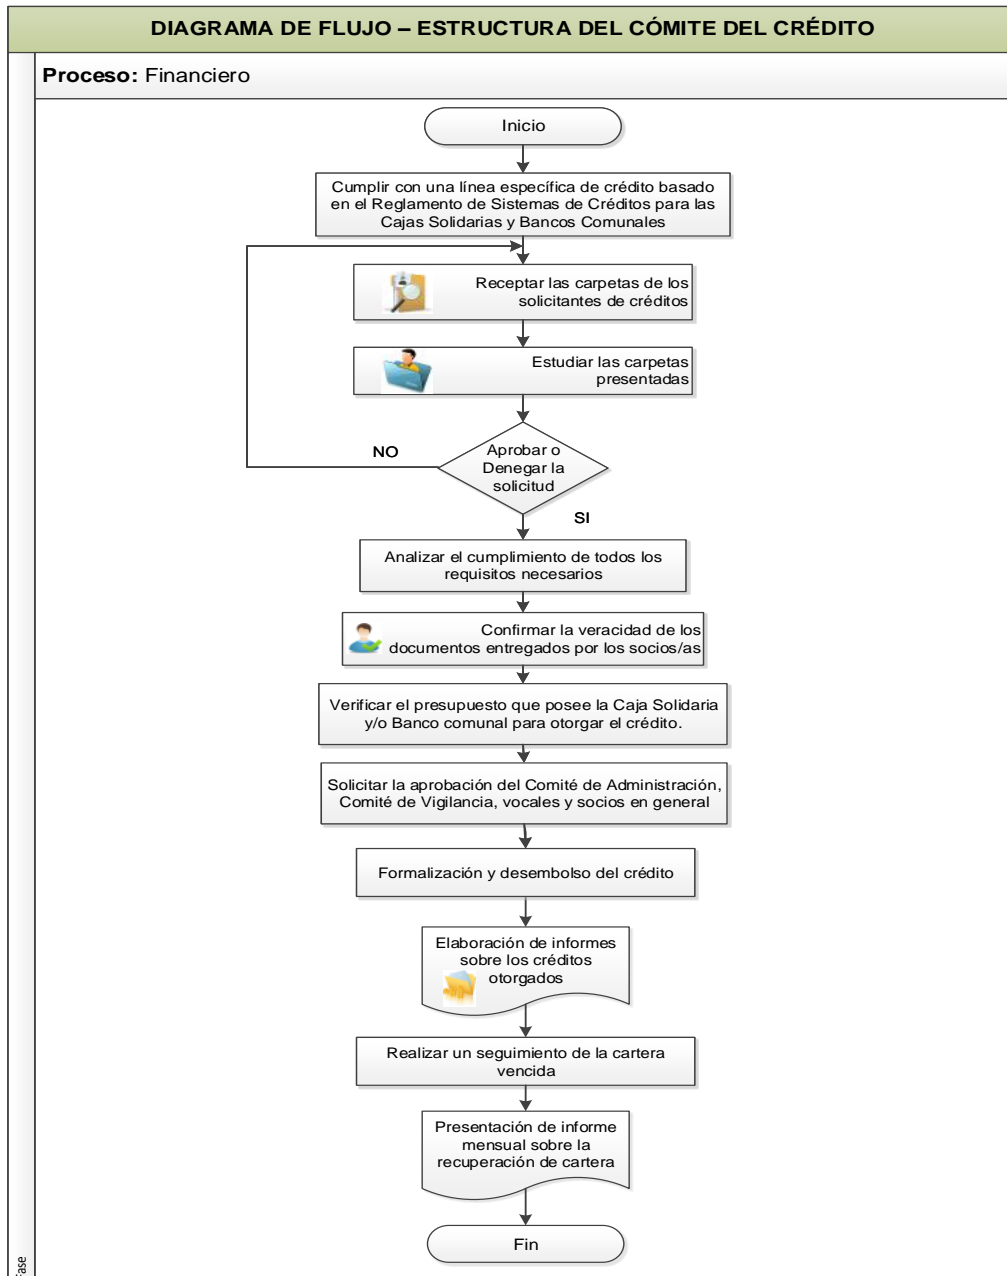 DIAGRAMA DE FLUJO – ESTRUCTURA DEL CÓMITE DEL CRÉDITO
Proceso: Financiero
Inicio
Cumplir con una línea específica de crédito basado
en el Reglamento de Sistemas de Créditos para las
Cajas Solidarias y Bancos Comunales
Receptar las carpetas de los
solicitantes de créditos
Estudiar las carpetas
presentadas
NO
Aprobar o
Denegar la
solicitud
SI
Analizar el cumplimiento de todos los
requisitos necesarios
Confirmar la veracidad de los
documentos entregados por los socios/as
Verificar el presupuesto que posee la Caja Solidaria
y/o Banco comunal para otorgar el crédito.
Solicitar la aprobación del Comité de Administración,
Comité de Vigilancia, vocales y socios en general
Formalización y desembolso del crédito
Elaboración de informes
sobre los créditos
otorgados
Realizar un seguimiento de la cartera
vencida
Presentación de informe
mensual sobre la
recuperación de cartera
Fin
Fase